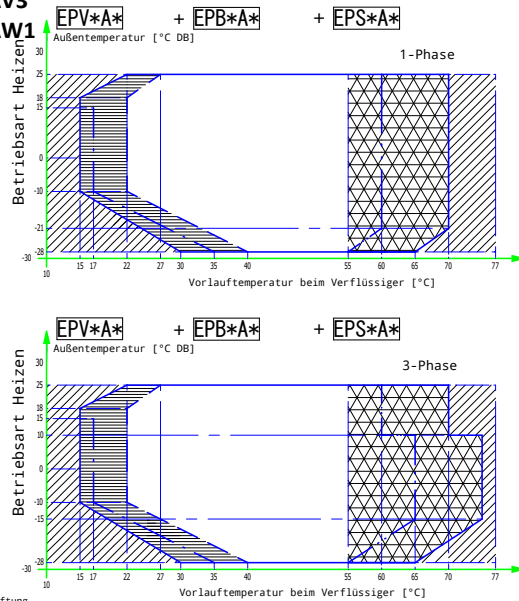 W1
EPV*A* + EPB*A* + EPS*A*
Außentemperatur [°C DB]
1-Phase
Betriebsart Heizen
30
25
18
15
0
-10
-21
-28
-30
10 15 17 22 27 30 35 40 55 60 65 70 77
Vorlauftemperatur beim Verflüssiger [°C]
EPV*A* + EPB*A* + EPS*A*
Außentemperatur [°C DB]
3-Phase
Betriebsart Heizen
30
25
18
15
10
0
-10
-15
-28
-30
10 15 17 22 27 30 35 40 55 60 65 70 77
Vorlauftemperatur beim Verflüssiger [°C]